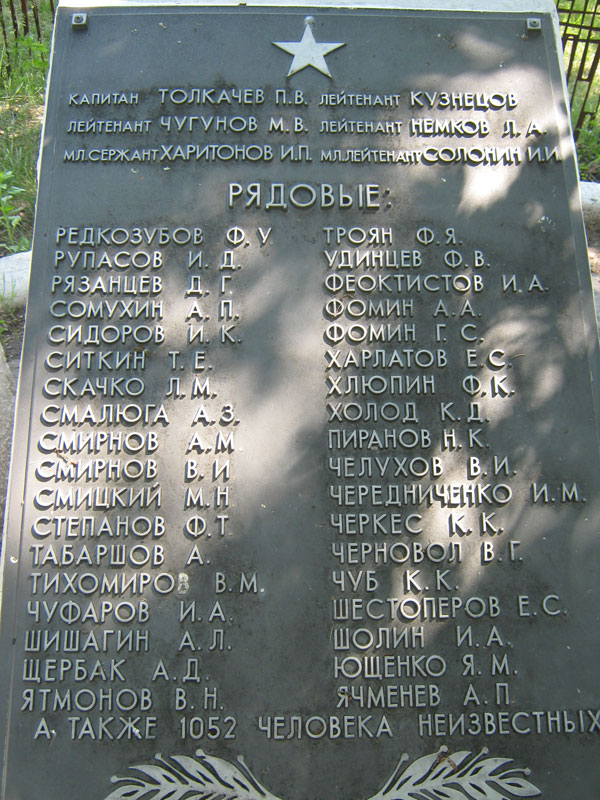 КАПИТАН ТОЛКАЧЕВ П.В. ЛЕЙТЕНАНТ КУЗНЕЦОВ
ЛЕЙТЕНАНТ ЧУГУНОВ М.В. ЛЕЙТЕНАНТ НЕМКОВ Л.А.
МЛ.СЕРЖАНТ ХАРИТОНОВ И.П. МЛ.ЛЕЙТЕНАНТ СОЛОНИН И.И.
РЯДОВЫЕ:
РЕДКОЗУБОВ Ф.У
РУПАСОВ И.Д.
РЯЗАНЦЕВ Д.Г.
СОМУХИН А.П.
СИДОРОВ И.К.
СИТКИН Т.Е.
СКАЧКО Л.М.
СМАЛЮГА А.З.
СМИРНОВ А.М.
СМИРНОВ В.И
СМИЦКИЙ М.Н
СТЕПАНОВ Ф.Т.
ТАБАРШОВ А.
ТИХОМИРОВ В.М.
ЧУФАРОВ И.А.
ШИШАГИН А.Л.
ЩЕРБАК А.Д.
ЯТМОНОВ В.Н.
ТРОЯН Ф.Я.
УДИНЦЕВ Ф.В.
ФЕОКТИСТОВ И.А.
ФОМИН А.А.
ФОМИН Г.С.
ХАРЛАТОВ Е.С.
ХЛЮПИН Ф.К.
ХОЛОД К.Д.
ПИРАНОВ Н.К.
ЧЕЛУХОВ В.И.
ЧЕРЕДНИЧЕНКО И.М.
ЧЕРКЕС К.К.
ЧЕРНОВОЛ В.Г.
ЧУБ К.К.
ШЕСТОПЕРОВ Е.С.
ШОЛИН И.А.
ЮЩЕНКО Я.М.
ЯЧМЕНЕВ А.П
А ТАКЖЕ 1052 ЧЕЛОВЕКА НЕИЗВЕСТНЫХ